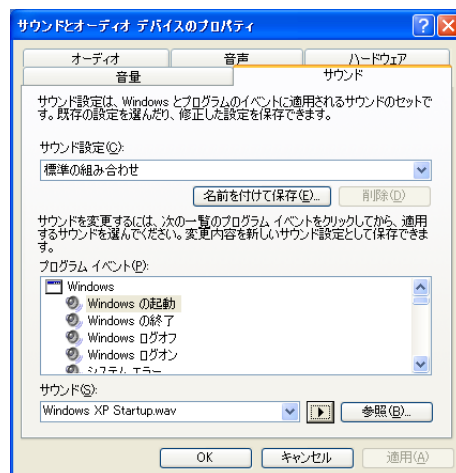 サウンドとオーディオ デバイスのプロパティ
オーディオ 音声 ハードウェア
音量 サウンド
サウンド設定は、Windows とプログラムのイベントに適用されるサウンドのセットで
す。既存の設定を選んだり、修正した設定を保存できます。
サウンド設定(C):
標準の組み合わせ
名前を付けて保存(E)... 削除(D)
サウンドを変更するには、次の一覧のプログラム イベントをクリックしてから、適用
するサウンドを選んでください。変更内容を新しいサウンド設定として保存できま
す。
プログラム イベント(P):
Windows
Windows の起動
Windows の終了
Windows ログオフ
Windows ログオン
システム エラー
サウンド(S):
Windows XP Startup.wav 参照(B)...
OK キャンセル 適用(A)